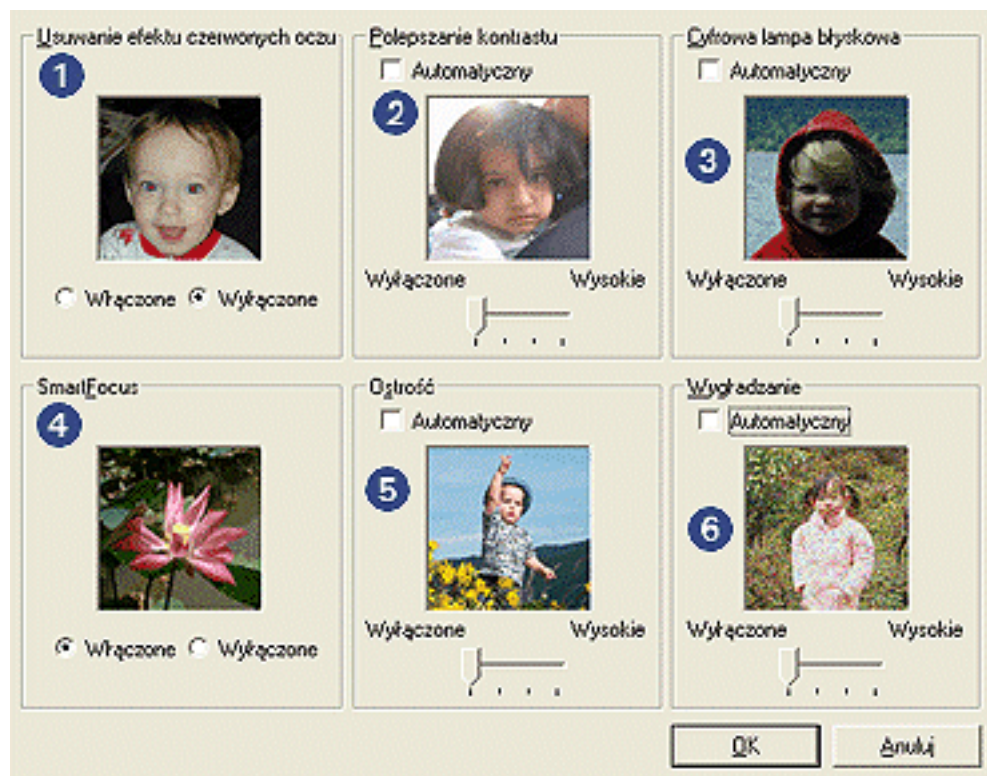 Usuwanie efektu czerwonych oczu
1
Włączone Wyłączone
Polepszanie kontrastu
Automatyczny
2
Wyłączone Wysokie
Cyfrowa lampa błyskowa
Automatyczny
3
Wyłączone Wysokie
SmartFocus
4
Włączone Wyłączone
Ostrość
Automatyczny
5
Wyłączone Wysokie
Wygładzanie
Automatyczny
6
Wyłączone Wysokie
OK Anuluj